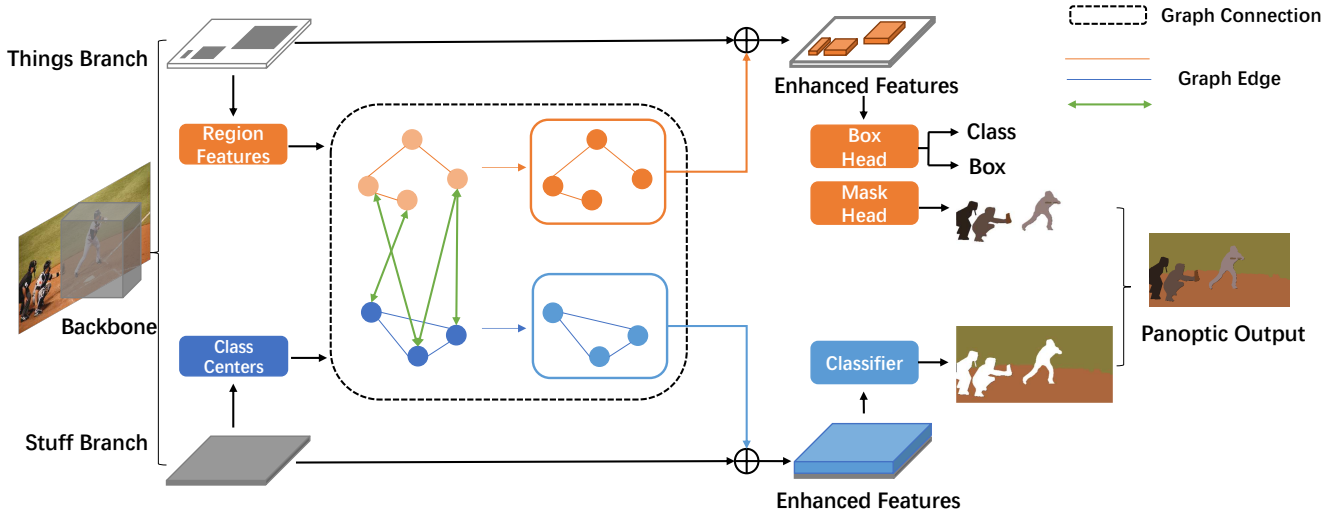 Graph Connection
Things Branch
Graph Edge
Enhanced Features
Region
Features
Box
Head
Class
Box
Mask
Head
Backbone
Class
Centers
Classifier
Panoptic Output
Stuff Branch
Enhanced Features